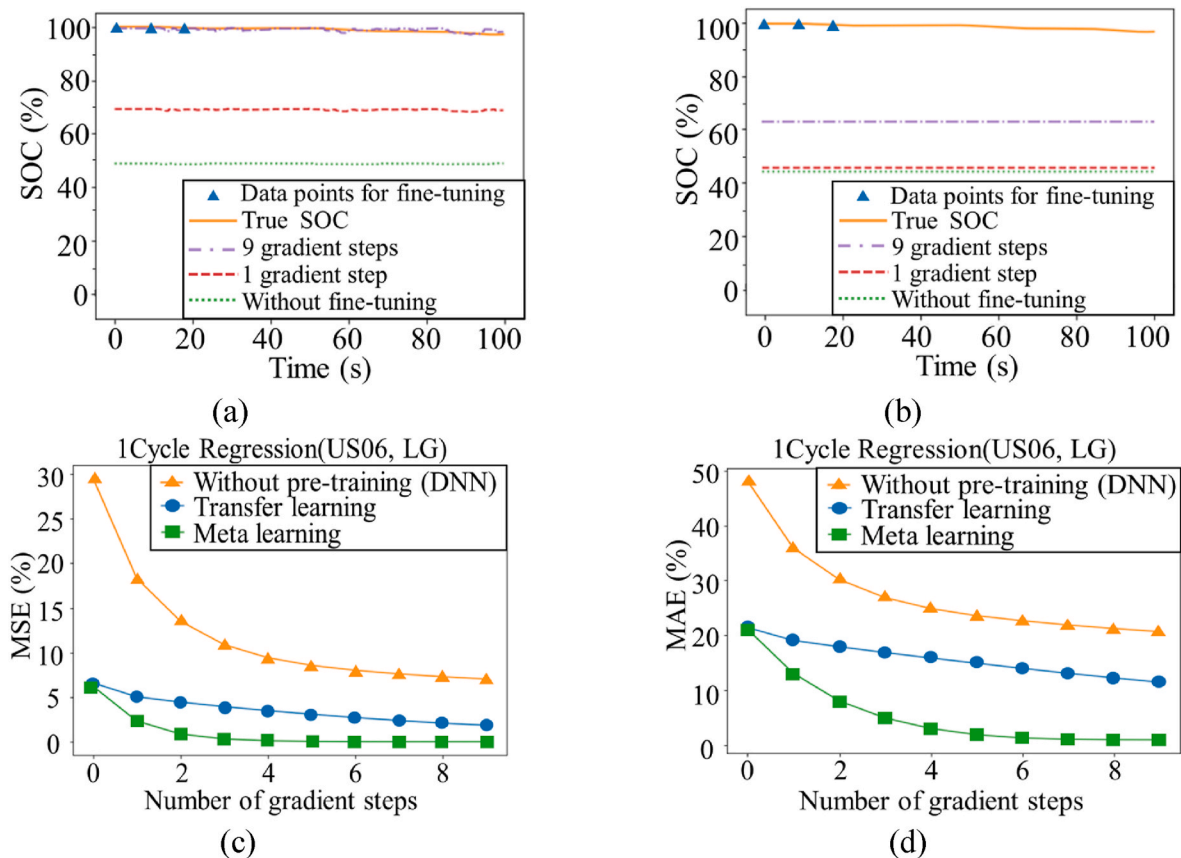 100
80
60
40
20
0
SOC (%)
Data points for fine-tuning
True SOC
9 gradient steps
1 gradient step
Without fine-tuning
0 20 40 60 80 100
Time (s)
(a)
100
80
60
40
20
0
SOC (%)
Data points for fine-tuning
True SOC
9 gradient steps
1 gradient step
Without fine-tuning
0 20 40 60 80 100
Time (s)
(b)
1Cycle Regression(US06, LG)
30
25
20
15
10
5
0
MSE (%)
Without pre-training (DNN)
Transfer learning
Meta learning
0 2 4 6 8
Number of gradient steps
(c)
1Cycle Regression(US06, LG)
50
40
30
20
10
0
MAE (%)
Without pre-training (DNN)
Transfer learning
Meta learning
0 2 4 6 8
Number of gradient steps
(d)